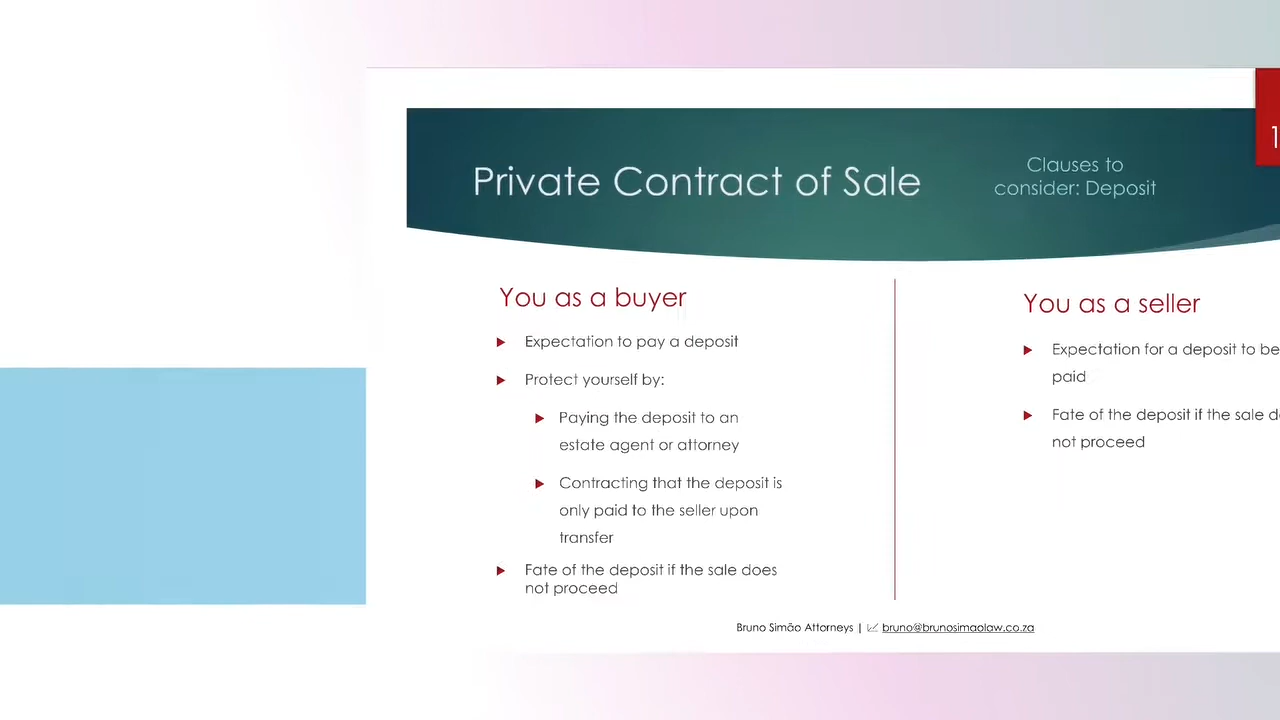 Private Contract of Sale
Clauses to
consider: Deposit
1
You as a buyer
Expectation to pay a deposit
Protect yourself by:
Paying the deposit to an
estate agent or attorney
Contracting that the deposit is
only paid to the seller upon
transfer
Fate of the deposit if the sale does
not proceed
You as a seller
Expectation for a deposit to be
paid
Fate of the deposit if the sale
not proceed
Bruno Simão Attorneys | bruno@brunosimaolaw.co.za